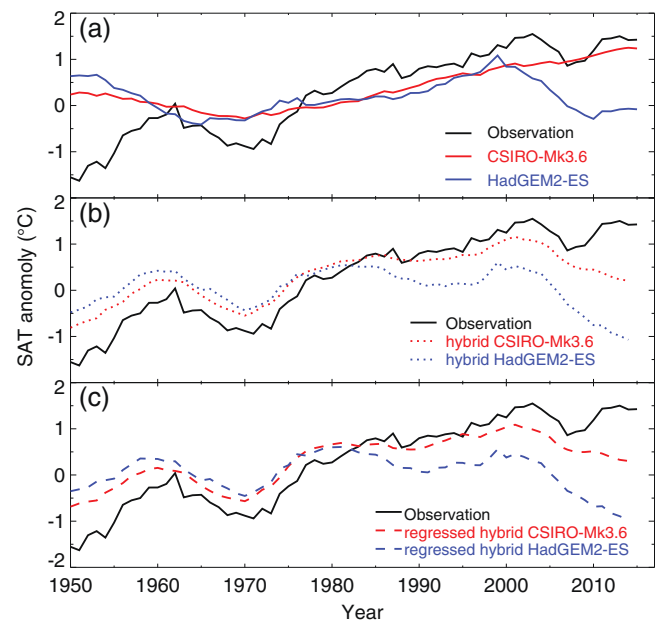 (a)
2
1
0
-1
Observation
CSIRO-Mk3.6
HadGEM2-ES
(b)
2
1
0
-1
Observation
hybrid CSIRO-Mk3.6
hybrid HadGEM2-ES
SAT anomoly (°C)
(c)
2
1
0
-1
-2
Observation
regressed hybrid CSIRO-Mk3.6
regressed hybrid HadGEM2-ES
1950 1960 1970 1980 1990 2000 2010
Year